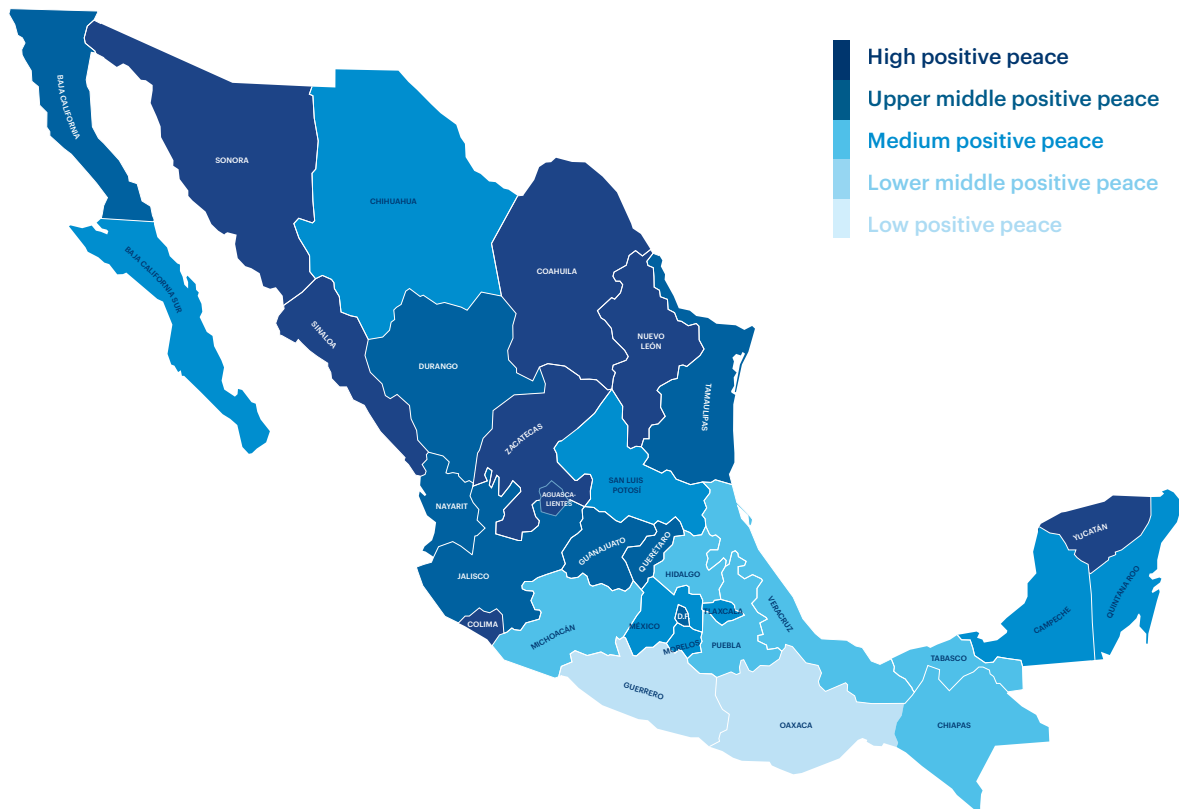 High positive peace
Upper middle positive peace
Medium positive peace
Lower middle positive peace
Low positive peace
BAJA CALIFORNIA
SONORA
CHIHUAHUA
BAJA CALIFORNIA SUR
COAHUILA
SINALOA
NUEVO
LEÓN
DURANGO
TAMAULIPAS
ZACATECAS
SAN LUIS
POTOSÍ
AGUASCA-
LIENTES
NAYARIT
GUANAJUATO
QUERÉTARO
YUCATÁN
JALISCO
HIDALGO
QUINTANA ROO
COLIMA
MICHOACÁN
MÉXICO
D.F.
TLAXCALA
VERACRUZ
CAMPECHE
MORELOS
PUEBLA
TABASCO
GUERRERO
OAXACA
CHIAPAS